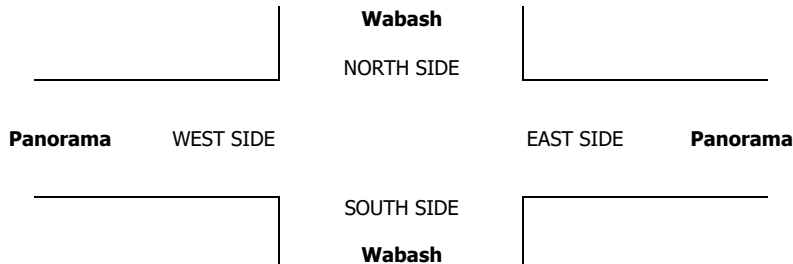 Wabash
NORTH SIDE
Panorama WEST SIDE EAST SIDE Panorama
SOUTH SIDE
Wabash